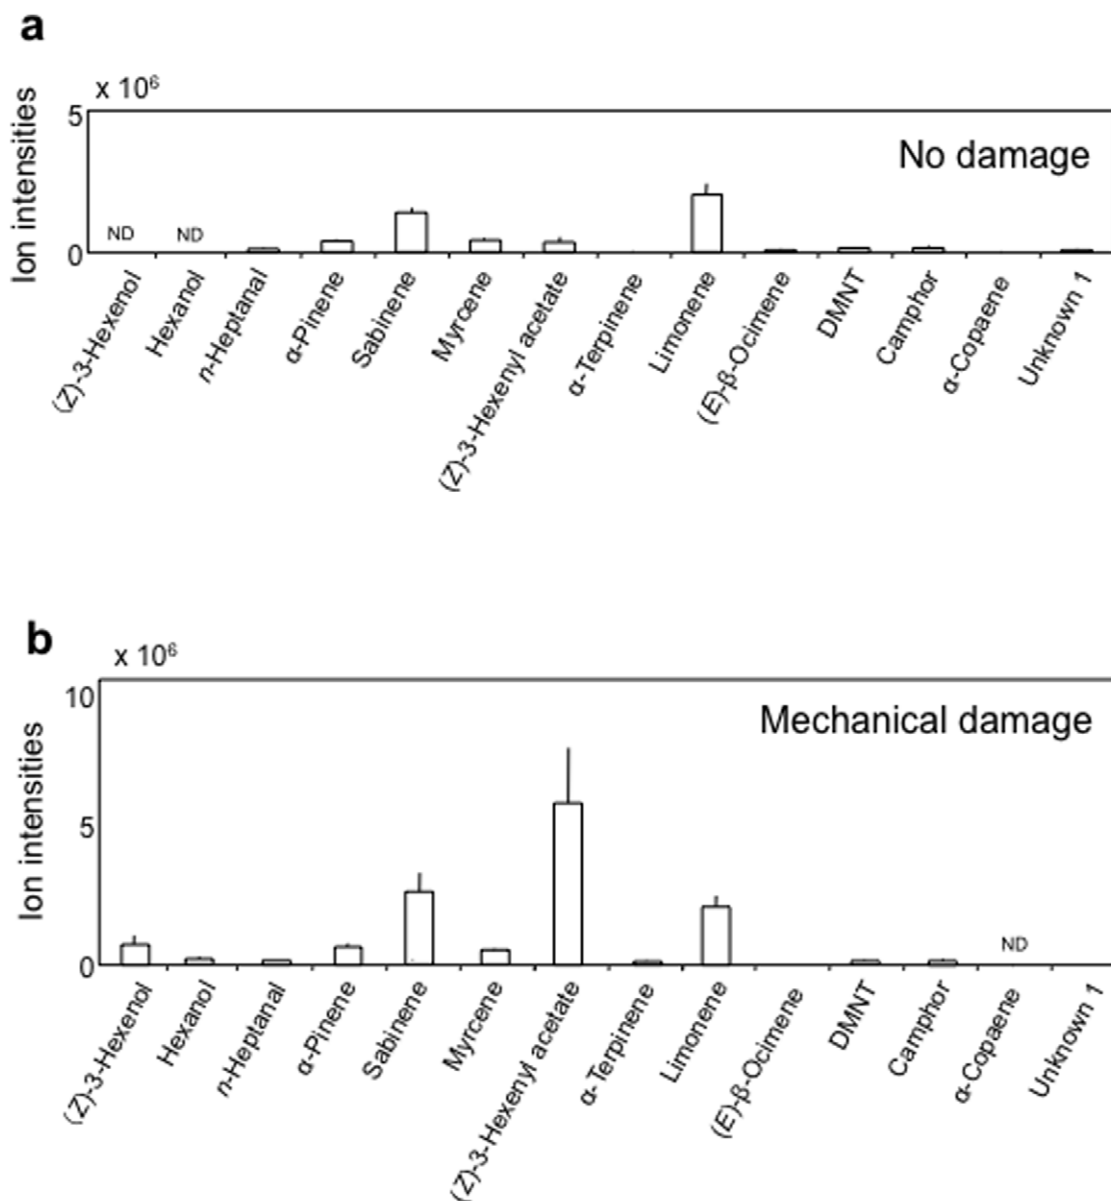 a
x 10⁶
Ion intensities
5
0
No damage
ND
ND
(Z)-3-Hexenol
Hexanol
n-Heptanal
α-Pinene
Sabinene
Myrcene
(Z)-3-Hexenyl acetate
α-Terpinene
Limonene
(E)-β-Ocimene
DMNT
Camphor
α-Copaene
Unknown 1
b
x 10⁶
Ion intensities
10
5
0
Mechanical damage
ND
(Z)-3-Hexenol
Hexanol
n-Heptanal
α-Pinene
Sabinene
Myrcene
(Z)-3-Hexenyl acetate
α-Terpinene
Limonene
(E)-β-Ocimene
DMNT
Camphor
α-Copaene
Unknown 1